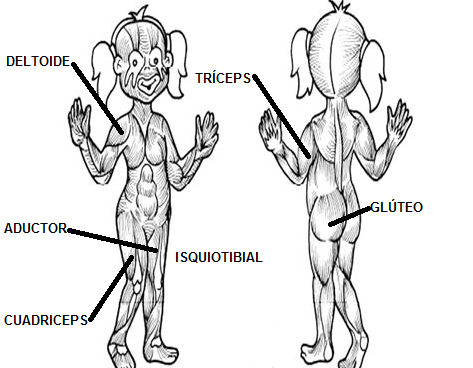 DELTOIDE
TRÍCEPS
GLÚTEO
ADUCTOR
ISQUIOTIBIAL
CUADRICEPS